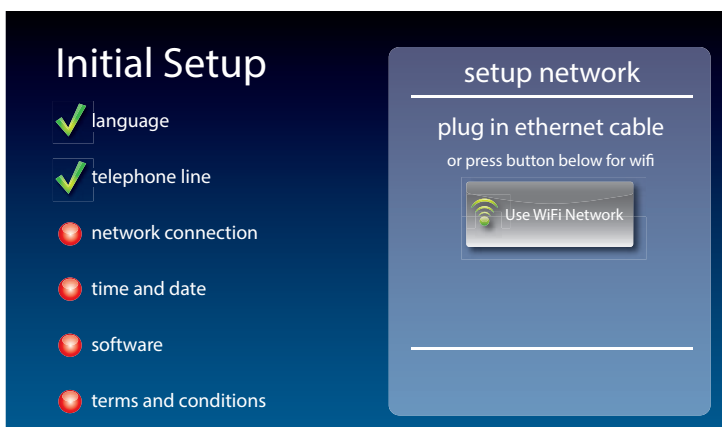 Initial Setup
language
telephone line
network connection
time and date
software
terms and conditions
setup network
plug in ethernet cable
or press button below for wifi
Use WiFi Network